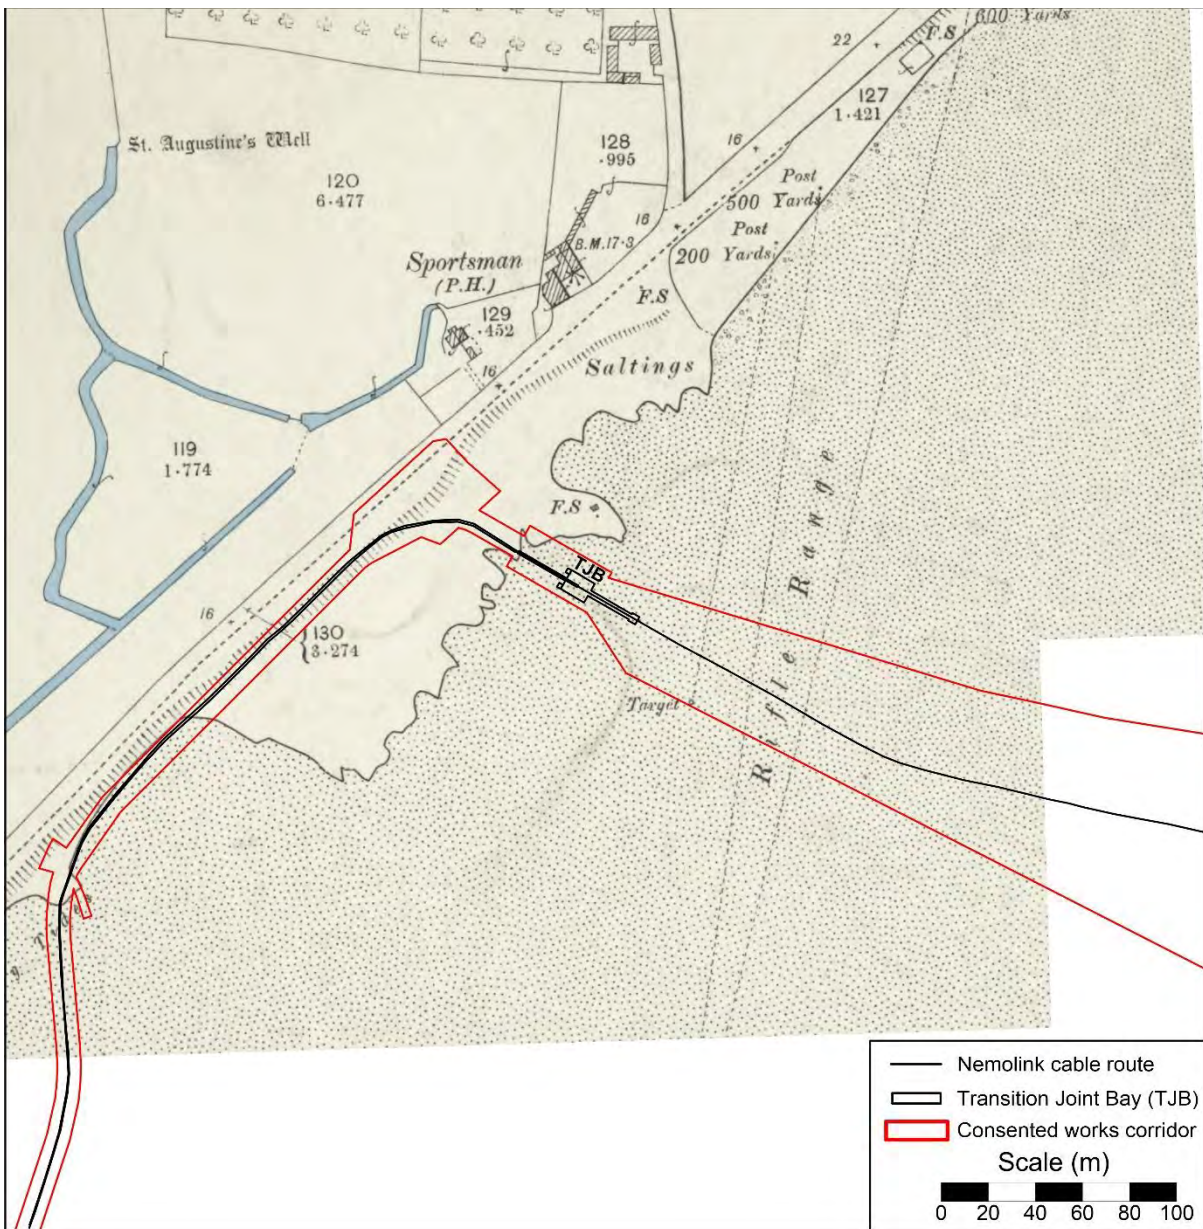 600 Yards
F.S
22
127
1·421
St. Augustine's Well
128
·995
16
120
6·477
Post
500 Yards
Post
200 Yards
16
B.M.17·3
Sportsman
(P.H.)
F.S
129
·452
16
Saltings
119
1·774
F.S
TJB
Rifle Range
16
130
3·274
Target
Tides
Nemolink cable route
Transition Joint Bay (TJB)
Consented works corridor
Scale (m)
0 20 40 60 80 100